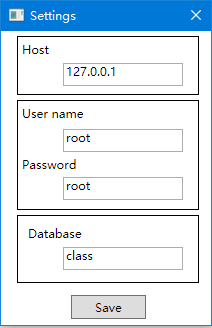 Settings
Host
127.0.0.1
User name
root
Password
root
Database
class
Save